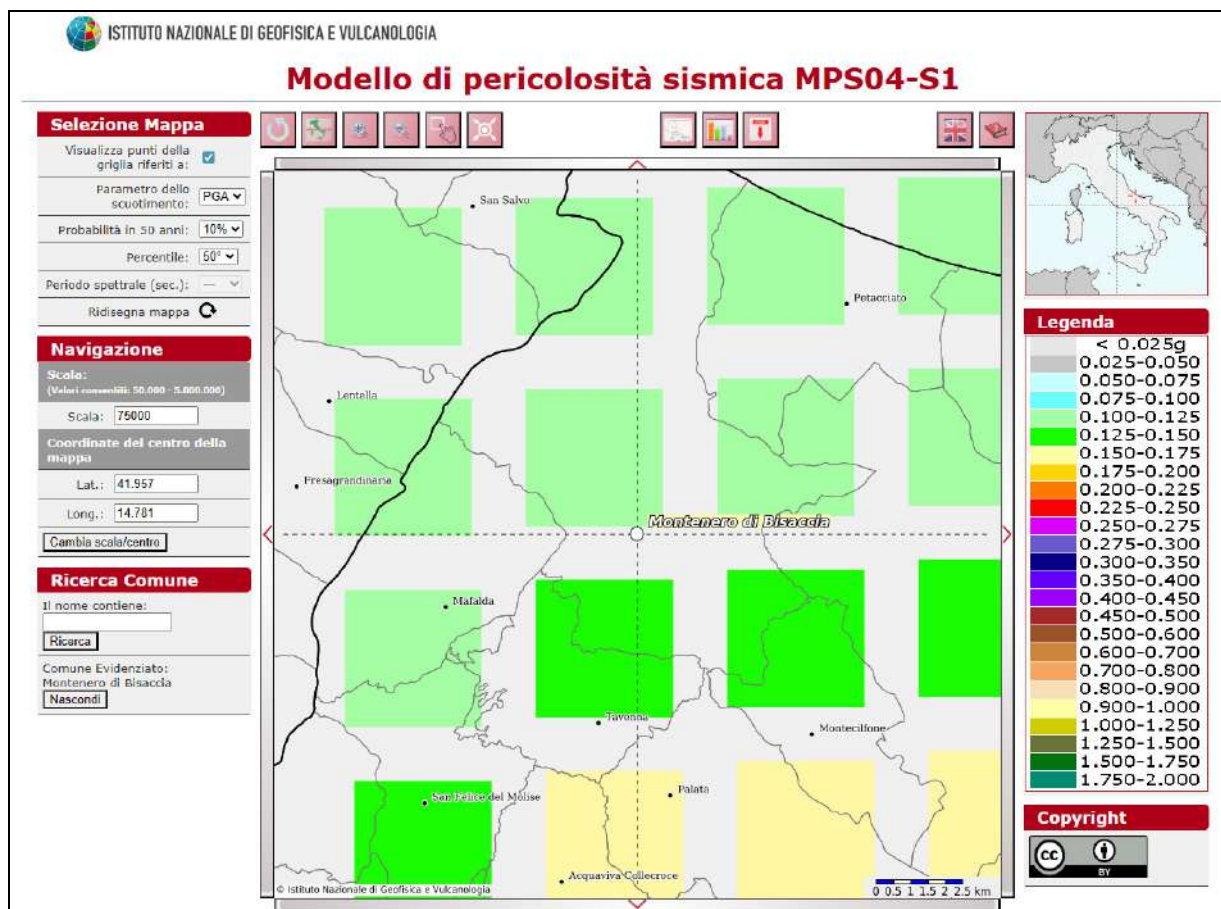 ISTITUTO NAZIONALE DI GEOFISICA E VULCANOLOGIA
Modello di pericolosità sismica MPS04-S1
Selezione Mappa
Visualizza punti della
griglia riferiti a:
Parametro dello
scuotimento: PGA
Probabilità in 50 anni: 10%
Percentile: 50°
Periodo spettrale (sec.): ---
Ridisegna mappa
Navigazione
Scala:
(Valori consentiti: 50.000 - 5.000.000)
Scala: 75000
Coordinate del centro della
mappa
Lat.: 41.957
Long.: 14.781
Cambia scala/centro
Ricerca Comune
Il nome contiene:
Ricerca
Comune Evidenziato:
Montenero di Bisaccia
Nascondi
San Salvo
Petacciato
Lentella
Fresagrandinaria
Montenero di Bisaccia
Mafalda
Tavenna
Montecilfone
San Felice del Molise
Palata
Acquaviva Collecroce
© Istituto Nazionale di Geofisica e Vulcanologia
0 0.5 1 1.5 2 2.5 km
Legenda
< 0.025g
0.025-0.050
0.050-0.075
0.075-0.100
0.100-0.125
0.125-0.150
0.150-0.175
0.175-0.200
0.200-0.225
0.225-0.250
0.250-0.275
0.275-0.300
0.300-0.350
0.350-0.400
0.400-0.450
0.450-0.500
0.500-0.600
0.600-0.700
0.700-0.800
0.800-0.900
0.900-1.000
1.000-1.250
1.250-1.500
1.500-1.750
1.750-2.000
Copyright
cc
BY